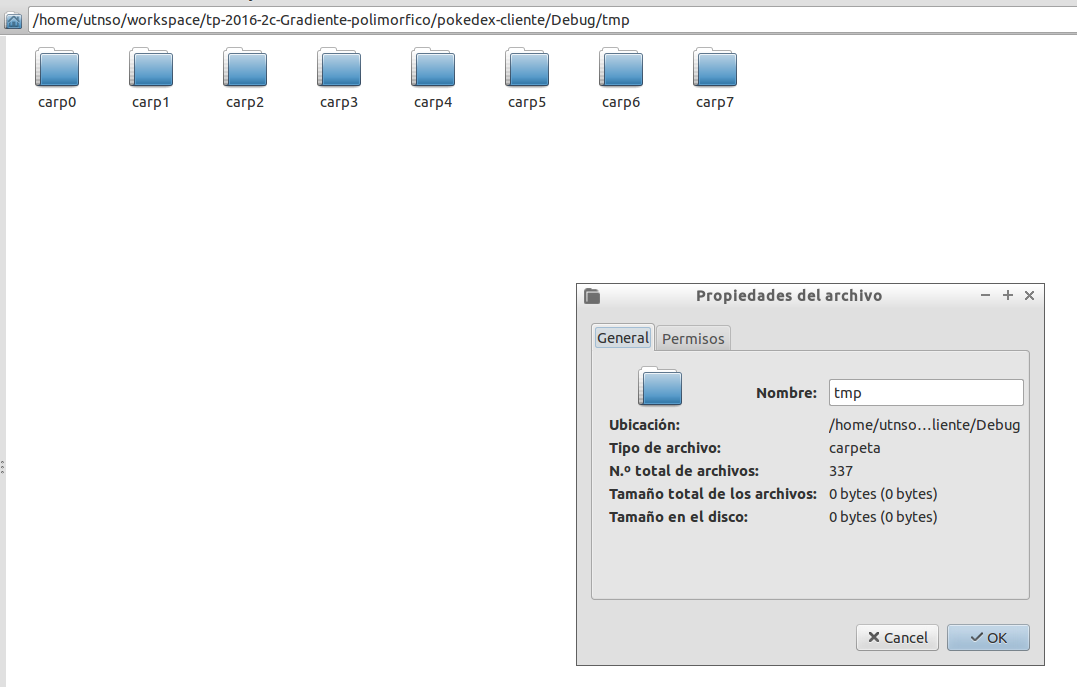 /home/utnso/workspace/tp-2016-2c-Gradiente-polimorfico/pokedex-cliente/Debug/tmp
carp0 carp1 carp2 carp3 carp4 carp5 carp6 carp7
Propiedades del archivo
General Permisos
Nombre: tmp
Ubicación: /home/utnso...liente/Debug
Tipo de archivo: carpeta
N.º total de archivos: 337
Tamaño total de los archivos: 0 bytes (0 bytes)
Tamaño en el disco: 0 bytes (0 bytes)
Cancel OK